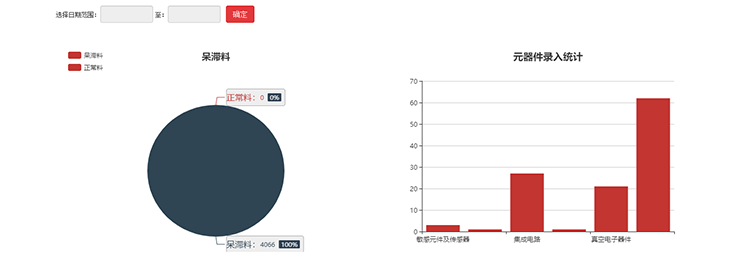 选择日期范围： 至： 确定
呆滞料
正常料
呆滞料
正常料： 0 0%
呆滞料： 4066 100%
元器件录入统计
70
60
50
40
30
20
10
0
敏感元件及传感器 集成电路 真空电子器件